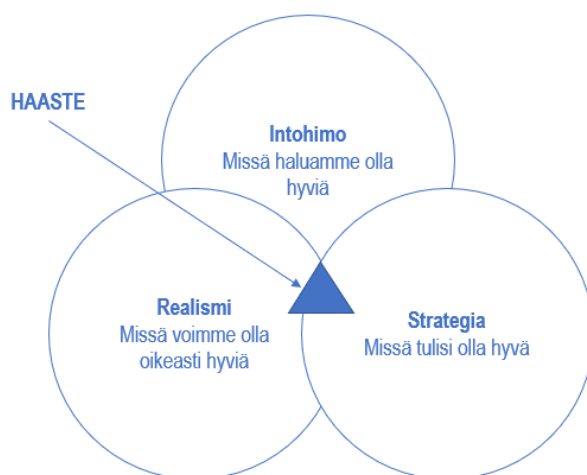 HAASTE
Intohimo
Missä haluamme olla
hyviä
Realismi
Missä voimme olla
oikeasti hyviä
Strategia
Missä tulisi olla hyvä